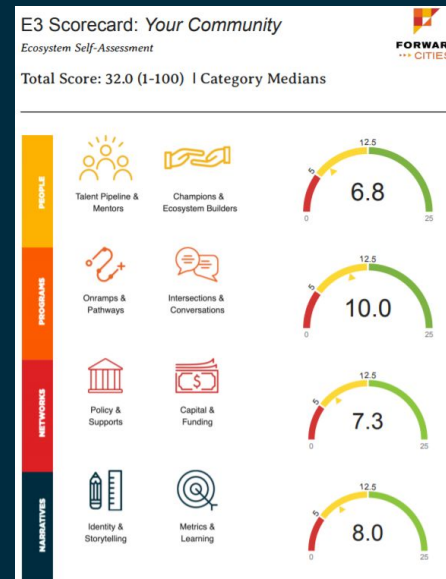 E3 Scorecard: Your Community
Ecosystem Self-Assessment
FORWAR
CITIES
Total Score: 32.0 (1-100) | Category Medians
PEOPLE
Talent Pipeline &
Mentors
Champions &
Ecosystem Builders
0
5
12.5
25
6.8
PROGRAMS
Onramps &
Pathways
Intersections &
Conversations
0
5
12.5
25
10.0
NETWORKS
Policy &
Supports
$
Capital &
Funding
0
5
12.5
25
7.3
NARRATIVES
Identity &
Storytelling
Metrics &
Learning
0
5
12.5
25
8.0